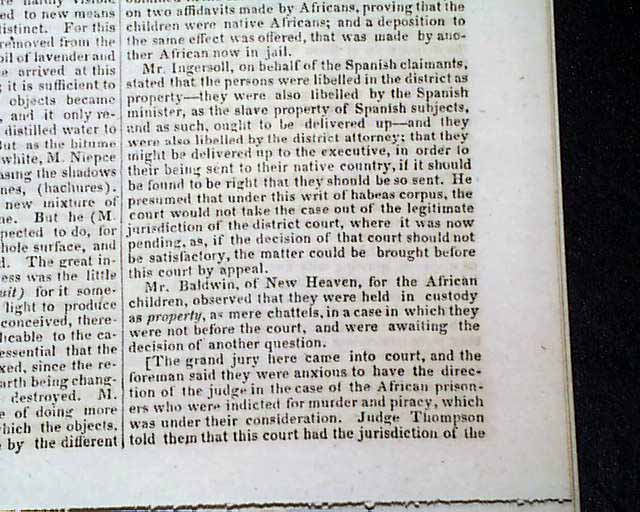 hardly visible
ed to new means
distinct. For this
removed from the
oil of lavender and
e arrived at this
; it is sufficient to
objects became
, and it only re-
distilled water to
But as the bitume
white, M. Niepce
asing the shadows
nes, (hachures).
new mixture of
ne. But he (M.
pected to do, for
hole surface, and
d. The great in-
ess was the little
uit) for it some-
light to produce
conceived, there-
licable to the ca-
essential that the
xed, since the re-
arth being chang-
destroyed. M.
e of doing more
which the objects.
e by the different
on two affidavits made by Africans, proving that the
children were native Africans; and a deposition to
the same effect was offered, that was made by ano-
ther African now in jail.
Mr. Ingersoll, on behalf of the Spanish claimants,
stated that the persons were libelled in the district as
property—they were also libelled by the Spanish
minister, as the slave property of Spanish subjects,
and as such, ought to be delivered up—and they
were also libelled by the district attorney; that they
might be delivered up to the executive, in order to
their being sent to their native country, if it should
be found to be right that they should be so sent. He
presumed that under this writ of habeas corpus, the
court would not take the case out of the legitimate
jurisdiction of the district court, where it was now
pending, as, if the decision of that court should not
be satisfactory, the matter could be brought before
this court by appeal.
Mr. Baldwin, of New Heaven, for the African
children, observed that they were held in custody
as property, as mere chattels, in a case in which they
were not before the court, and were awaiting the
decision of another question.
[The grand jury here came into court, and the
foreman said they were anxious to have the direc-
tion of the judge in the case of the African prison-
ers who were indicted for murder and piracy, which
was under their consideration. Judge Thompson
told them that this court had the jurisdiction of the